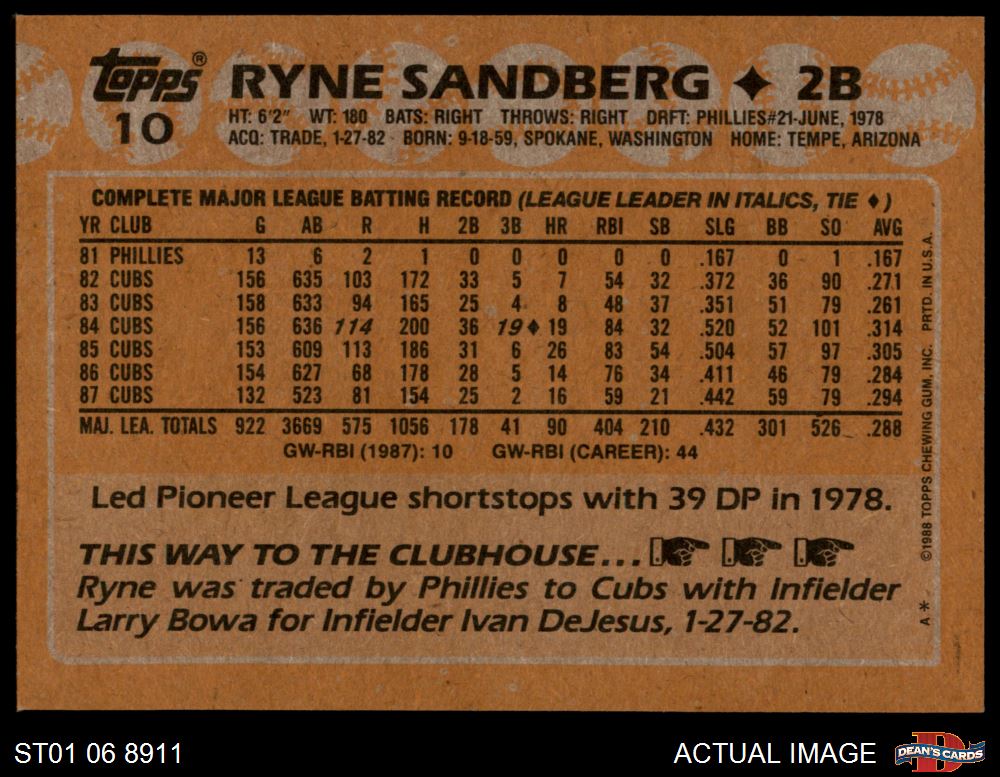 Topps® RYNE SANDBERG ✦ 2B
10 HT: 6'2" WT: 180 BATS: RIGHT THROWS: RIGHT DRFT: PHILLIES#21-JUNE, 1978
ACQ: TRADE, 1-27-82 BORN: 9-18-59, SPOKANE, WASHINGTON HOME: TEMPE, ARIZONA
COMPLETE MAJOR LEAGUE BATTING RECORD (LEAGUE LEADER IN ITALICS, TIE ♦)
YR CLUB G AB R H 2B 3B HR RBI SB SLG BB SO AVG
81 PHILLIES 13 6 2 1 0 0 0 0 0 .167 0 1 .167
82 CUBS 156 635 103 172 33 5 7 54 32 .372 36 90 .271
83 CUBS 158 633 94 165 25 4 8 48 37 .351 51 79 .261
84 CUBS 156 636 114 200 36 19♦ 19 84 32 .520 52 101 .314
85 CUBS 153 609 113 186 31 6 26 83 54 .504 57 97 .305
86 CUBS 154 627 68 178 28 5 14 76 34 .411 46 79 .284
87 CUBS 132 523 81 154 25 2 16 59 21 .442 59 79 .294
MAJ. LEA. TOTALS 922 3669 575 1056 178 41 90 404 210 .432 301 526 .288
GW-RBI (1987): 10 GW-RBI (CAREER): 44
Led Pioneer League shortstops with 39 DP in 1978.
THIS WAY TO THE CLUBHOUSE...
Ryne was traded by Phillies to Cubs with Infielder
Larry Bowa for Infielder Ivan DeJesus, 1-27-82.
©1988 TOPPS CHEWING GUM, INC. PRTD. IN U.S.A.
A*
ST01 06 8911
ACTUAL IMAGE
D
DEAN'S CARDS